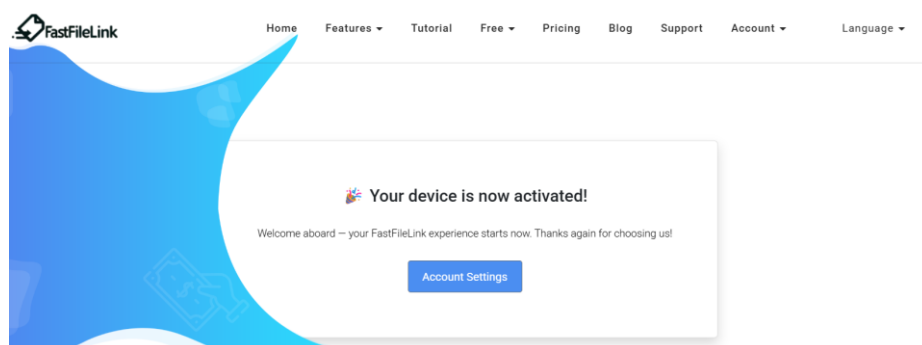 FastFileLink
Home Features Tutorial Free Pricing Blog Support Account Language
🎉 Your device is now activated!
Welcome aboard — your FastFileLink experience starts now. Thanks again for choosing us!
Account Settings